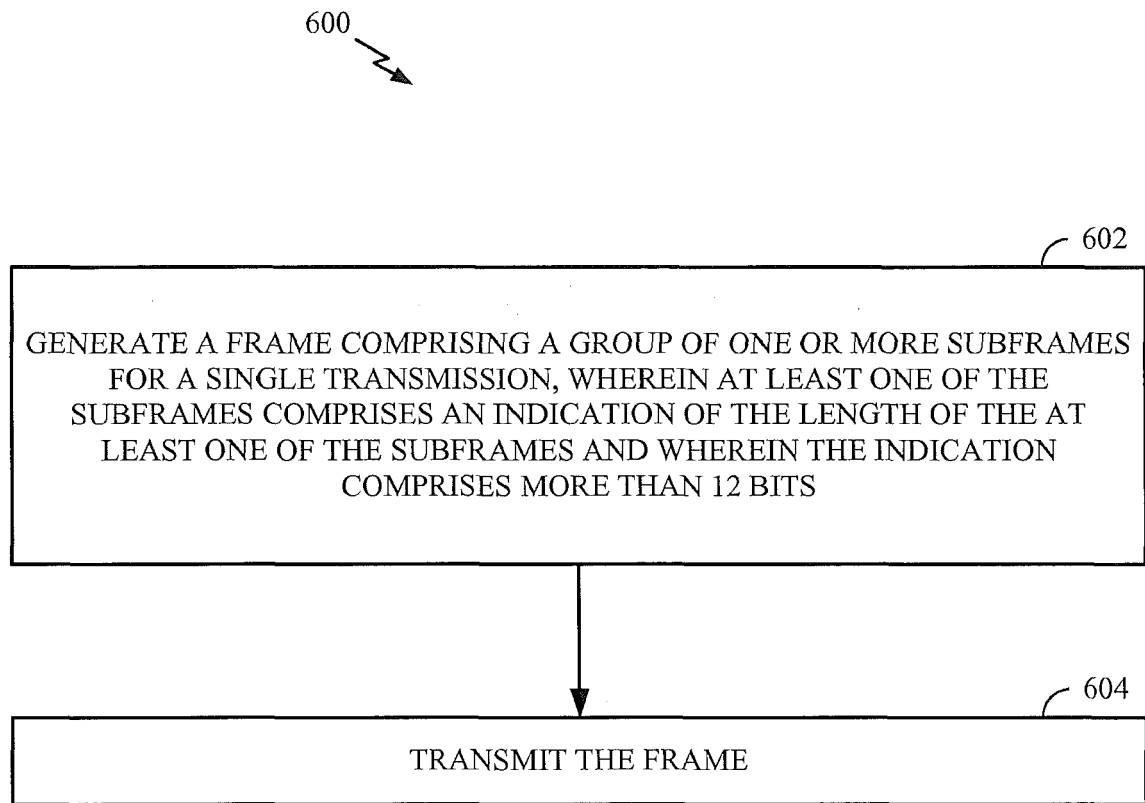 600
602
GENERATE A FRAME COMPRISING A GROUP OF ONE OR MORE SUBFRAMES
FOR A SINGLE TRANSMISSION, WHEREIN AT LEAST ONE OF THE
SUBFRAMES COMPRISES AN INDICATION OF THE LENGTH OF THE AT
LEAST ONE OF THE SUBFRAMES AND WHEREIN THE INDICATION
COMPRISES MORE THAN 12 BITS
604
TRANSMIT THE FRAME